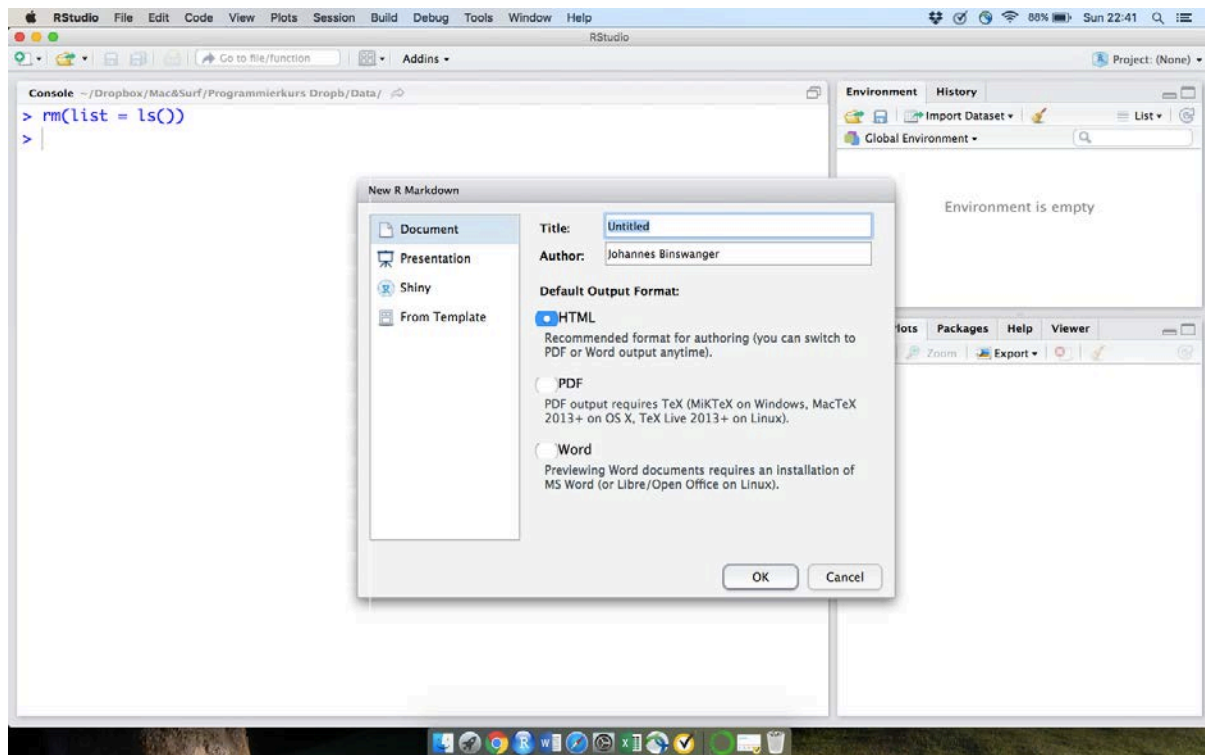 RStudio File Edit Code View Plots Session Build Debug Tools Window Help 88% Sun 22:41
RStudio
Go to file/function Addins Project: (None)
Console ~/Dropbox/Mac&Surf/Programmierkurs Dropb/Data/
> rm(list = ls())
>
Environment History
Import Dataset List
Global Environment
Environment is empty
New R Markdown
Document
Presentation
Shiny
From Template
Title: Untitled
Author: Johannes Binswanger
Default Output Format:
HTML
Recommended format for authoring (you can switch to
PDF or Word output anytime).
PDF
PDF output requires TeX (MiKTeX on Windows, MacTeX
2013+ on OS X, TeX Live 2013+ on Linux).
Word
Previewing Word documents requires an installation of
MS Word (or Libre/Open Office on Linux).
OK Cancel
lots Packages Help Viewer
Zoom Export